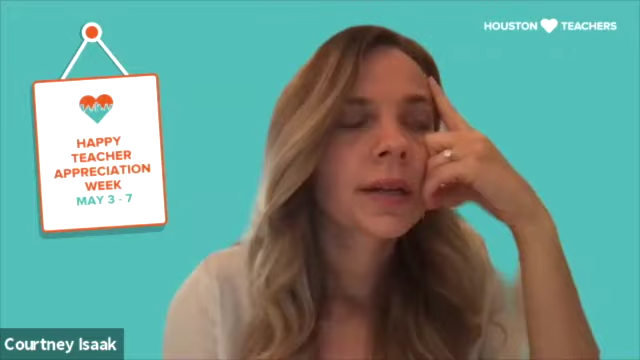 HOUSTON TEACHERS
HAPPY
TEACHER
APPRECIATION
WEEK
MAY 3 - 7
Courtney Isaak